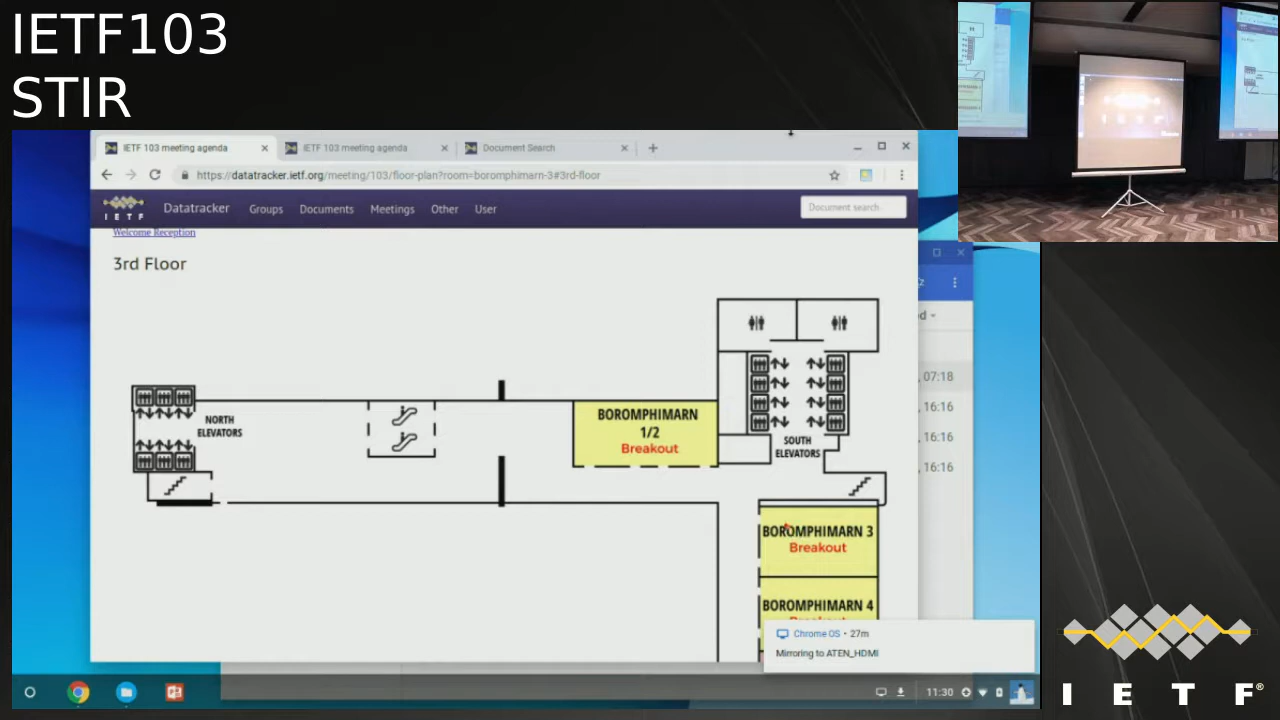 IETF103
STIR
IETF 103 meeting agenda
IETF 103 meeting agenda
Document Search
https://datatracker.ietf.org/meeting/103/floor-plan?room=boromphimarn-3#3rd-floor
IETF
Datatracker
Groups
Documents
Meetings
Other
User
Document search
Welcome Reception
3rd Floor
NORTH
ELEVATORS
BOROMPHIMARN
1/2
Breakout
SOUTH
ELEVATORS
BOROMPHIMARN 3
Breakout
BOROMPHIMARN 4
, 07:18
, 16:16
, 16:16
, 16:16
Chrome OS • 27m
Mirroring to ATEN_HDMI
11:30
I E T F®